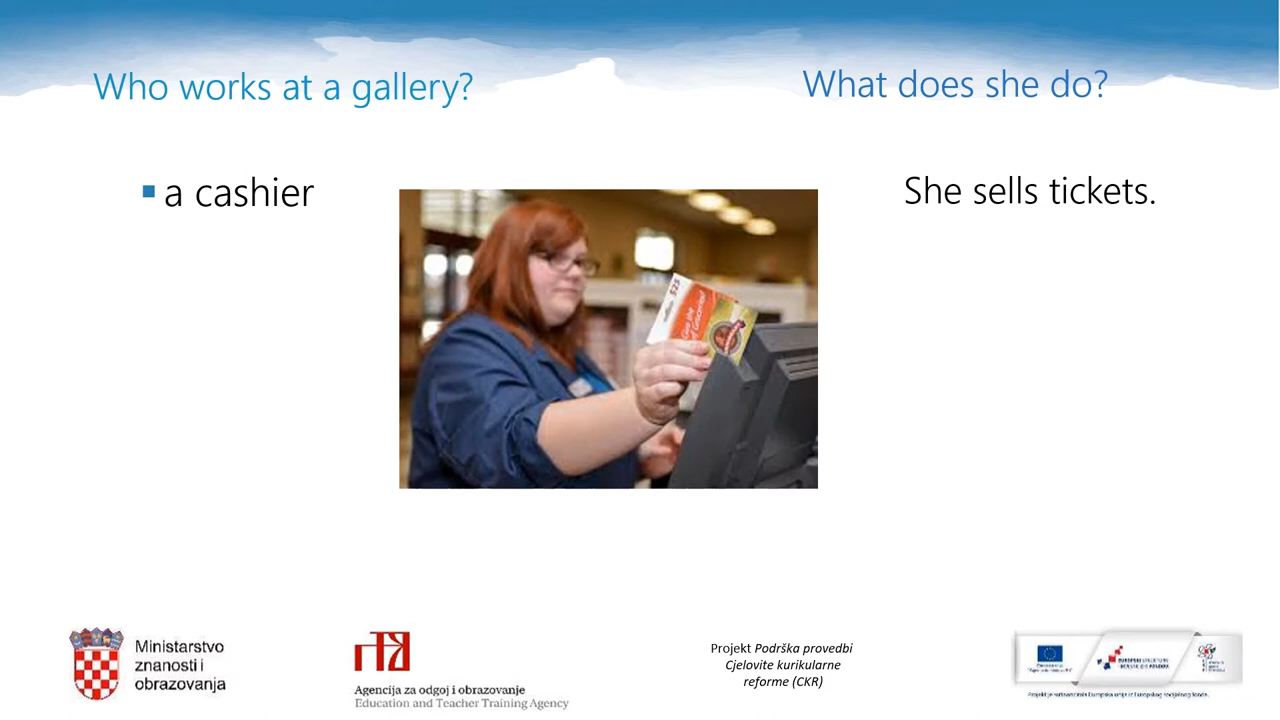 Who works at a gallery?
What does she do?
▪ a cashier
She sells tickets.
$25
Ministarstvo
znanosti i
obrazovanja
Agencija za odgoj i obrazovanje
Education and Teacher Training Agency
Projekt Podrška provedbi
Cjelovite kurikularne
reforme (CKR)